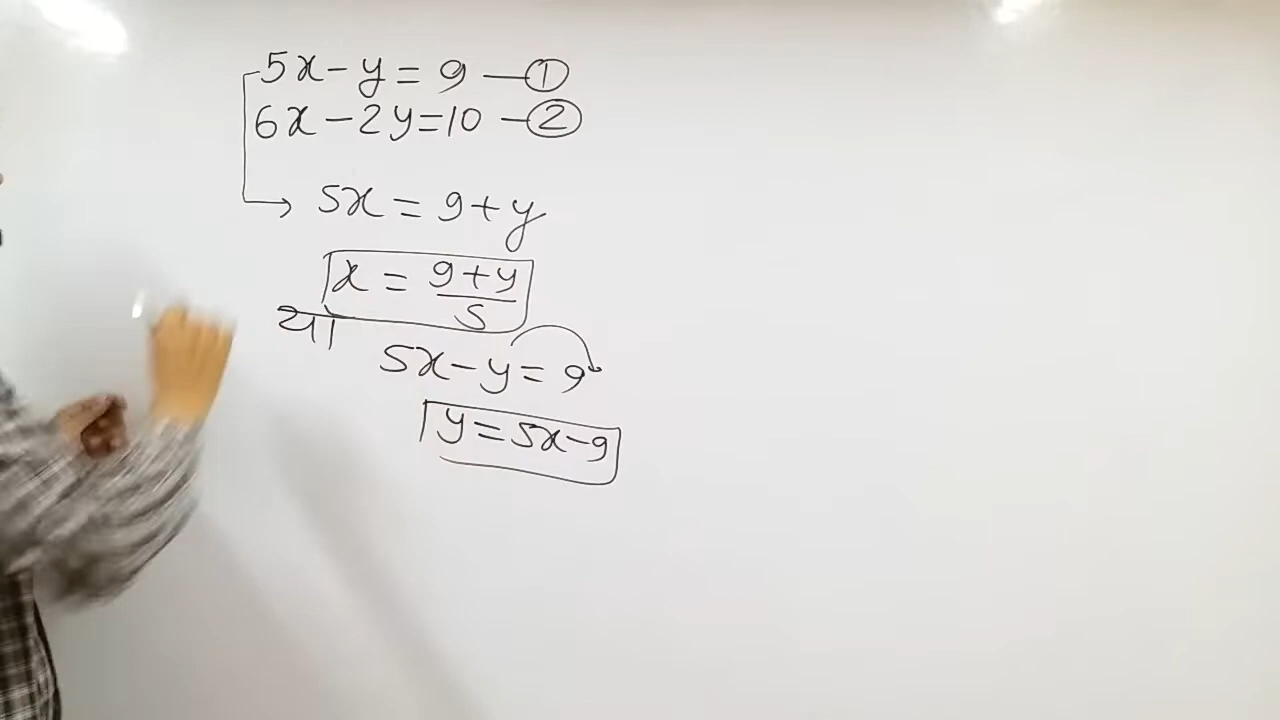 5x-y=9 —①
6x-2y=10 —②
5x=9+y
x=9+y/5
या
5x-y=9
y=5x-9